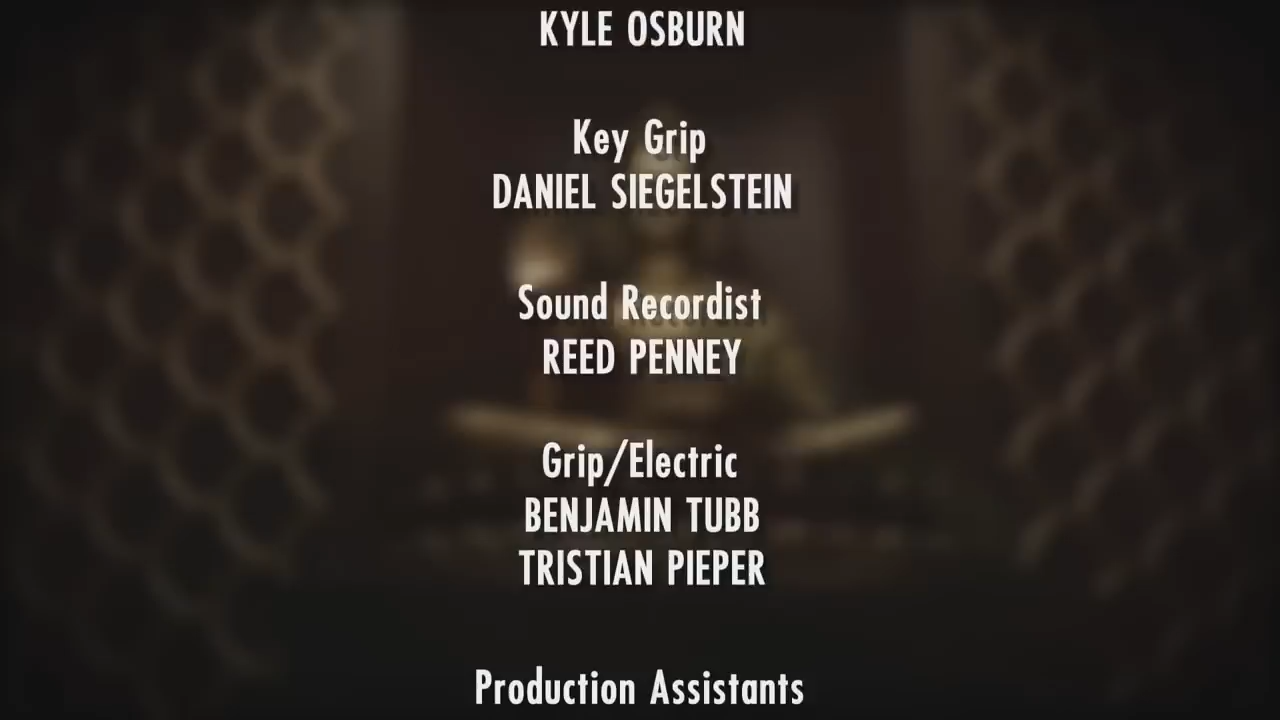 KYLE OSBURN
Key Grip
DANIEL SIEGELSTEIN
Sound Recordist
REED PENNEY
Grip/Electric
BENJAMIN TUBB
TRISTIAN PIEPER
Production Assistants